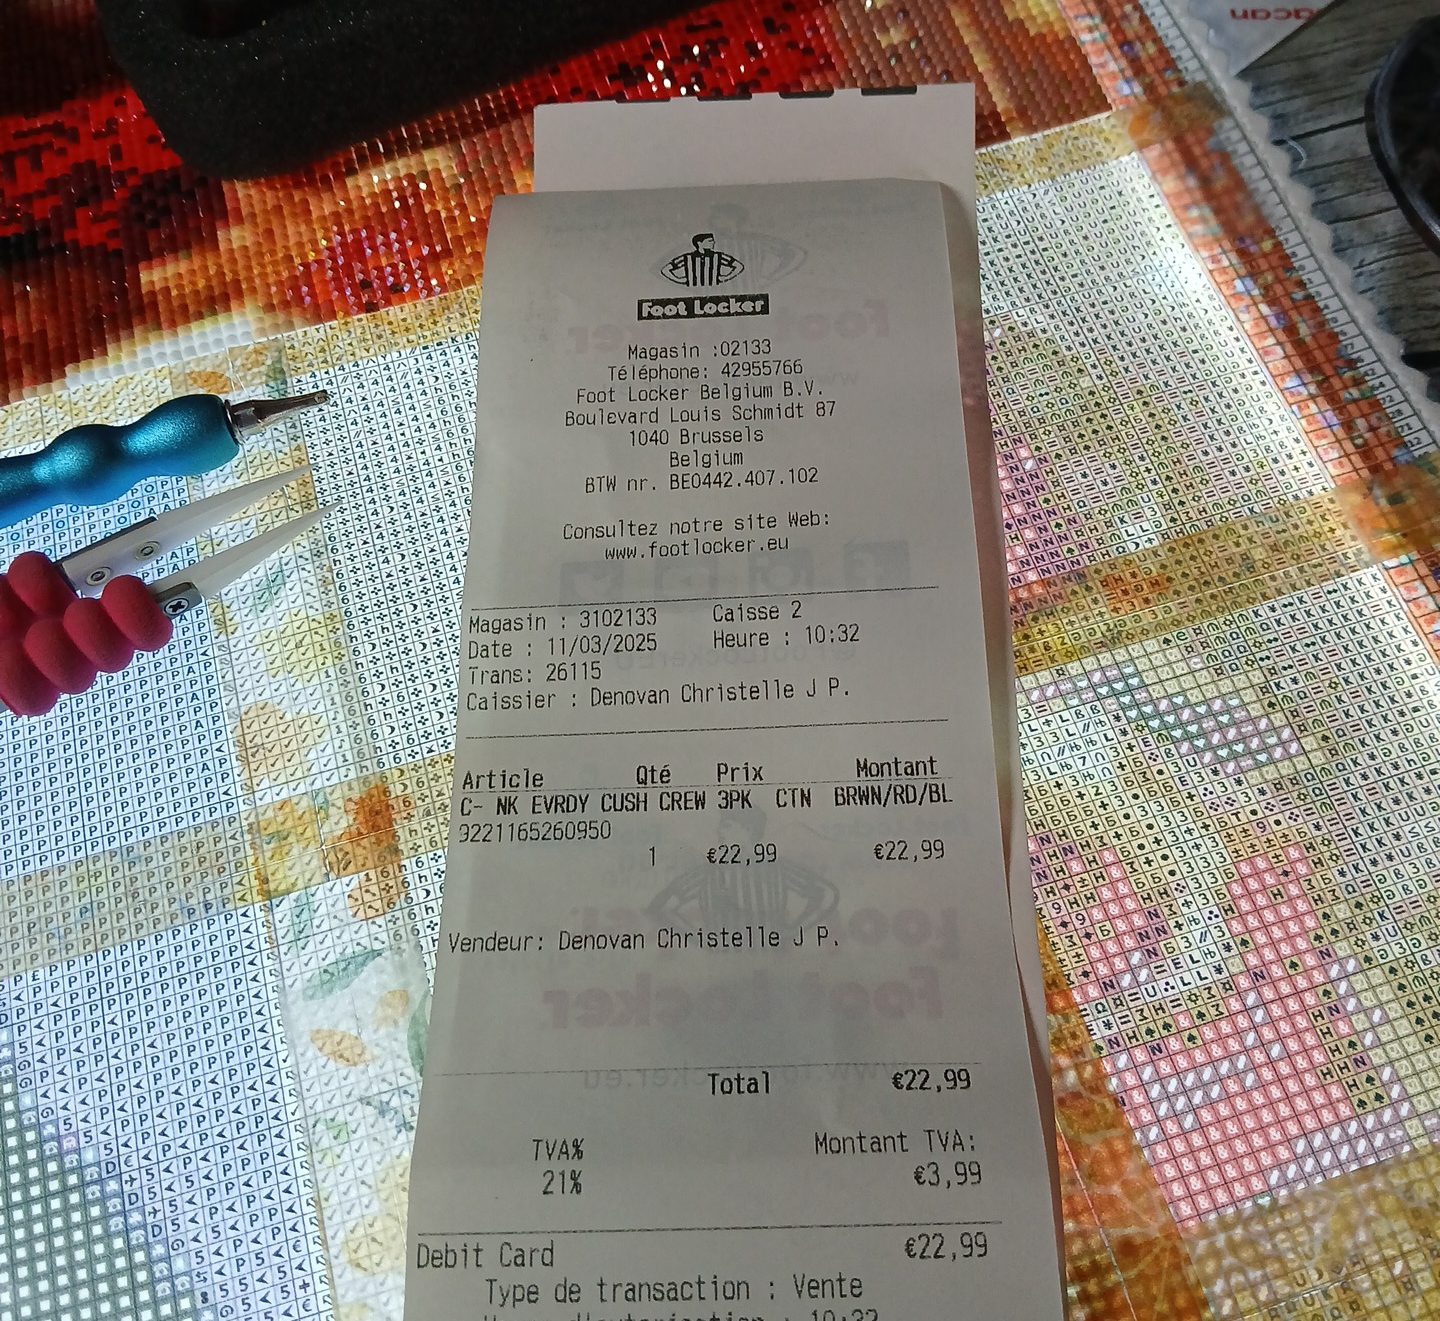 Foot Locker
Magasin :02133
Téléphone: 42955766
Foot Locker Belgium B.V.
Boulevard Louis Schmidt 87
1040 Brussels
Belgium
BTW nr. BE0442.407.102
Consultez notre site Web:
www.footlocker.eu
Magasin : 3102133 Caisse 2
Date : 11/03/2025 Heure : 10:32
Trans: 26115
Caissier : Denovan Christelle J P.
Article Qté Prix Montant
C- NK EVRDY CUSH CREW 3PK CTN BRWN/RD/BL
9221165260950
1 €22,99 €22,99
Vendeur: Denovan Christelle J P.
Total €22,99
TVA% Montant TVA:
21% €3,99
Debit Card €22,99
Type de transaction : Vente